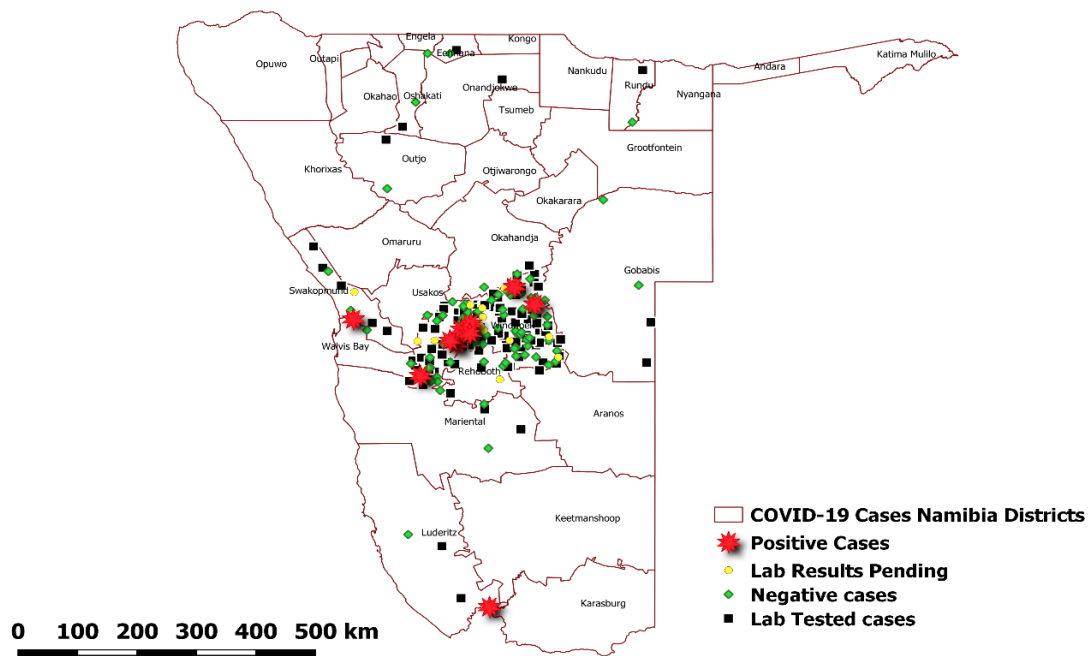 Engela
Kongo
Eenhana
Katima Mulilo
Outapi
Opuwo
Andara
Nankudu
Rundu
Onandjokwe
Nyangana
Okahao
Oshakati
Tsumeb
Grootfontein
Outjo
Khorixas
Otjiwarongo
Okakarara
Okahandja
Omaruru
Gobabis
Swakopmund
Usakos
Windhoek
Walvis Bay
Rehoboth
Aranos
Mariental
Keetmanshoop
Luderitz
Karasburg
COVID-19 Cases Namibia Districts
Positive Cases
Lab Results Pending
Negative cases
Lab Tested cases
0 100 200 300 400 500 km